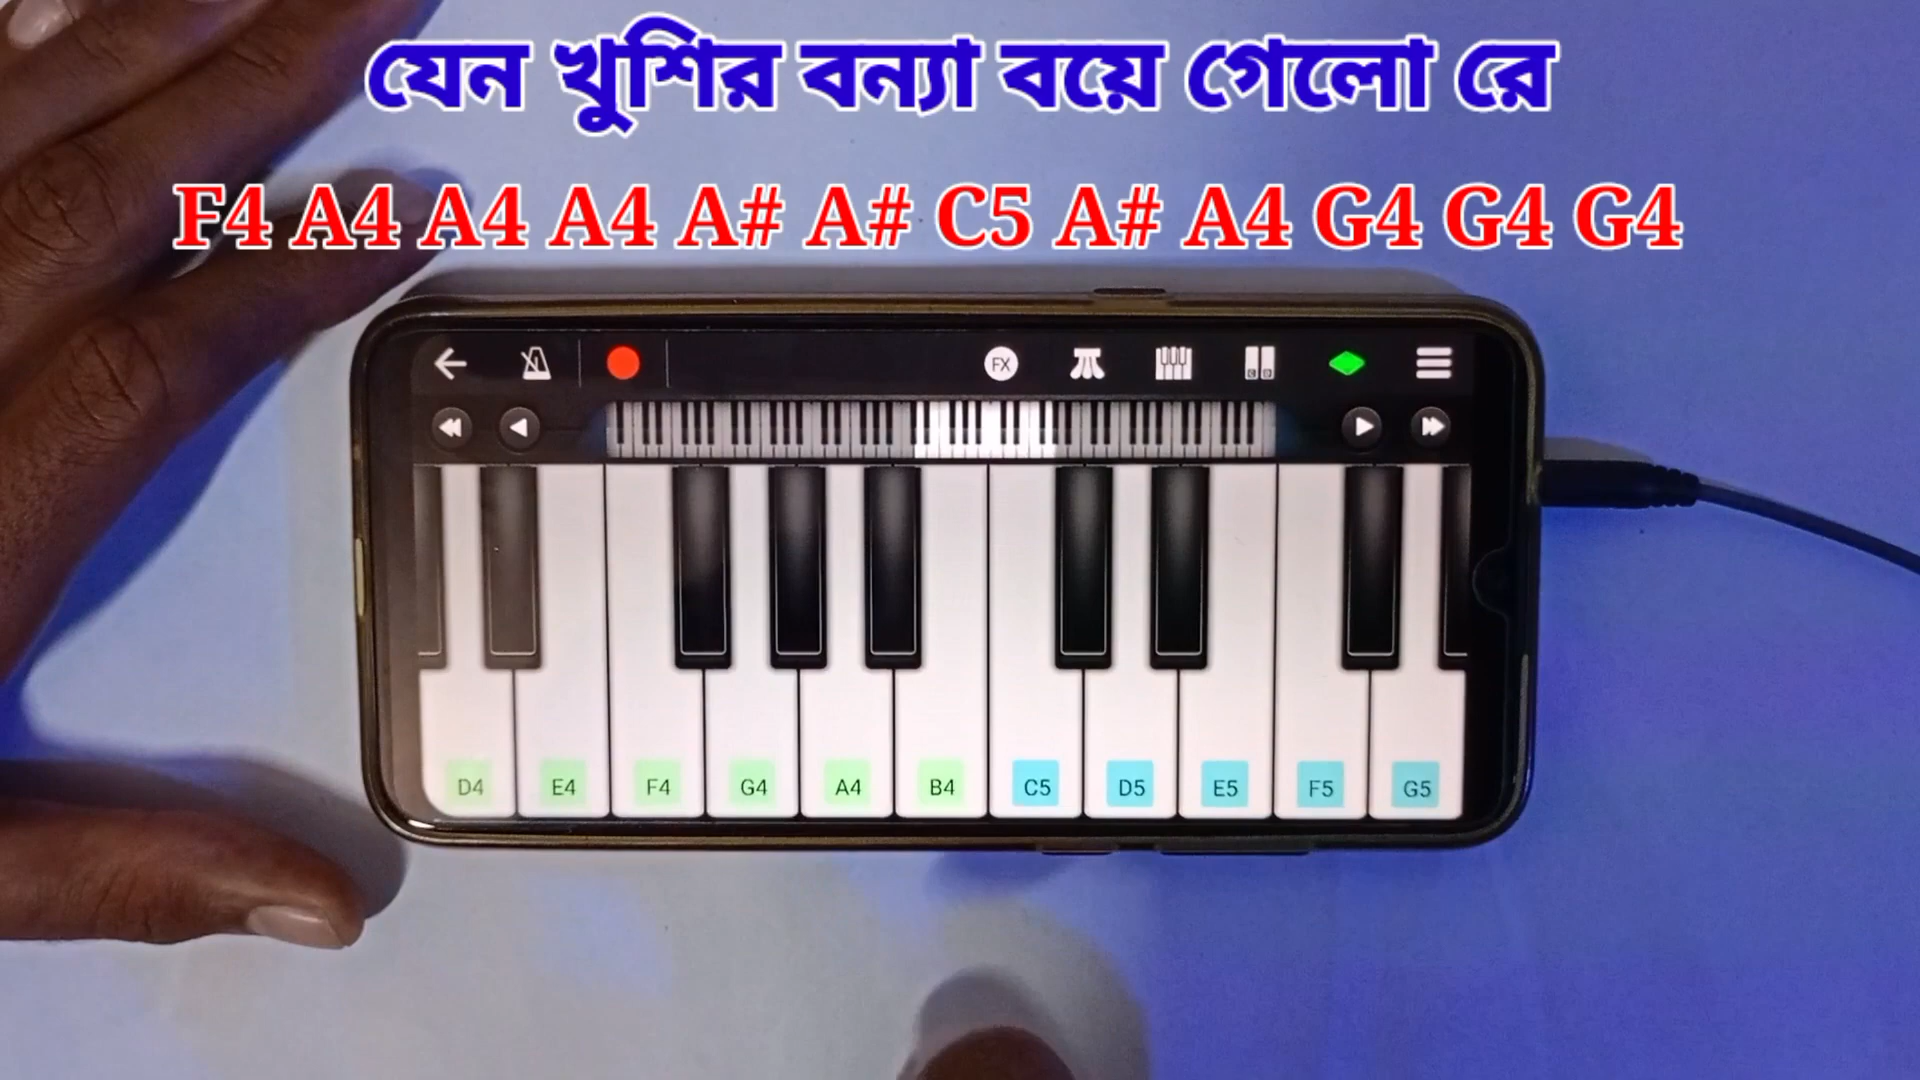 যেন খুশির বন্যা বয়ে গেলো রে
F4 A4 A4 A4 A# A# C5 A# A4 G4 G4 G4
FX
D4 E4 F4 G4 A4 B4 C5 D5 E5 F5 G5